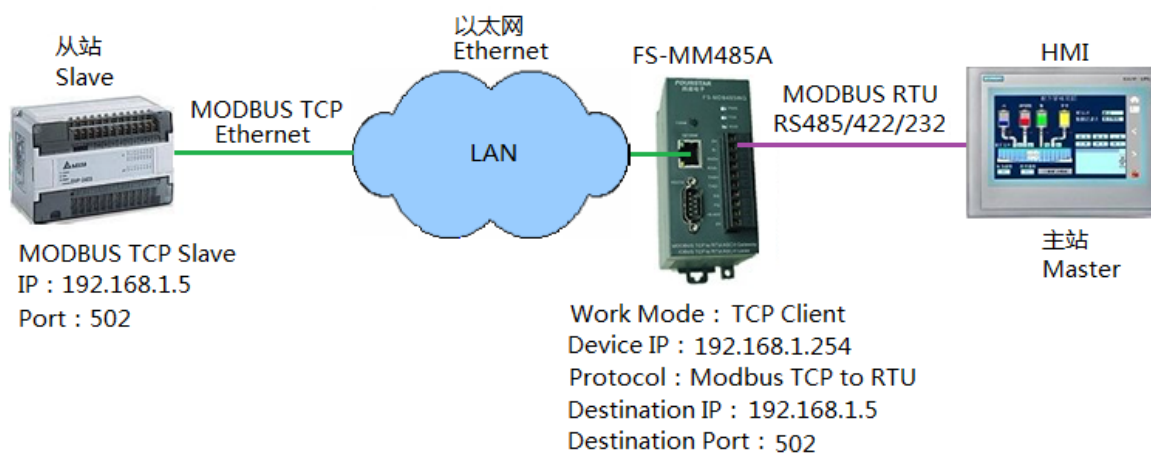 从站
Slave
MODBUS TCP
Ethernet
以太网
Ethernet
LAN
FS-MM485A
MODBUS RTU
RS485/422/232
HMI
主站
Master
MODBUS TCP Slave
IP：192.168.1.5
Port：502
Work Mode：TCP Client
Device IP：192.168.1.254
Protocol：Modbus TCP to RTU
Destination IP：192.168.1.5
Destination Port：502